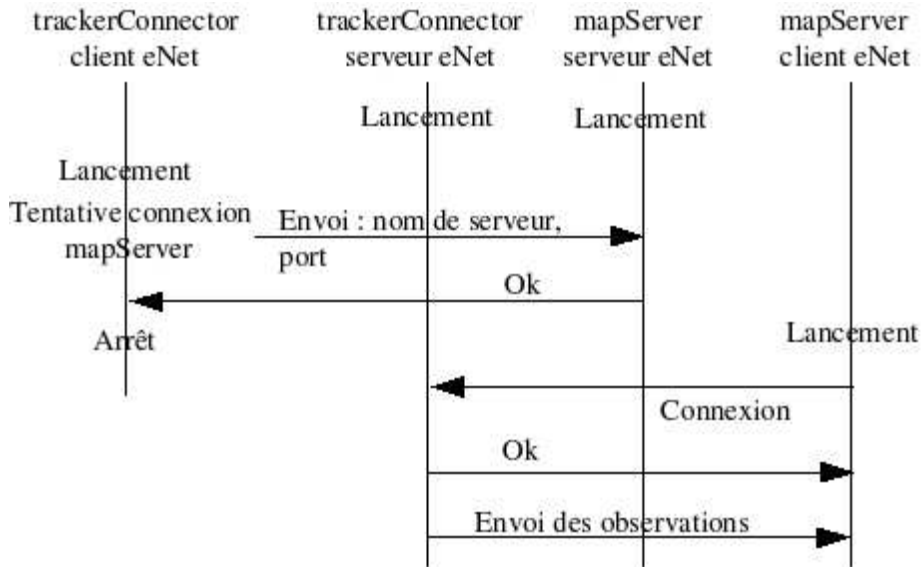 trackerConnector
client eNet
trackerConnector
serveur eNet
mapServer
serveur eNet
mapServer
client eNet
Lancement
Lancement
Lancement
Tentative connexion
mapServer
Envoi : nom de serveur,
port
Ok
Arrêt
Lancement
Connexion
Ok
Envoi des observations